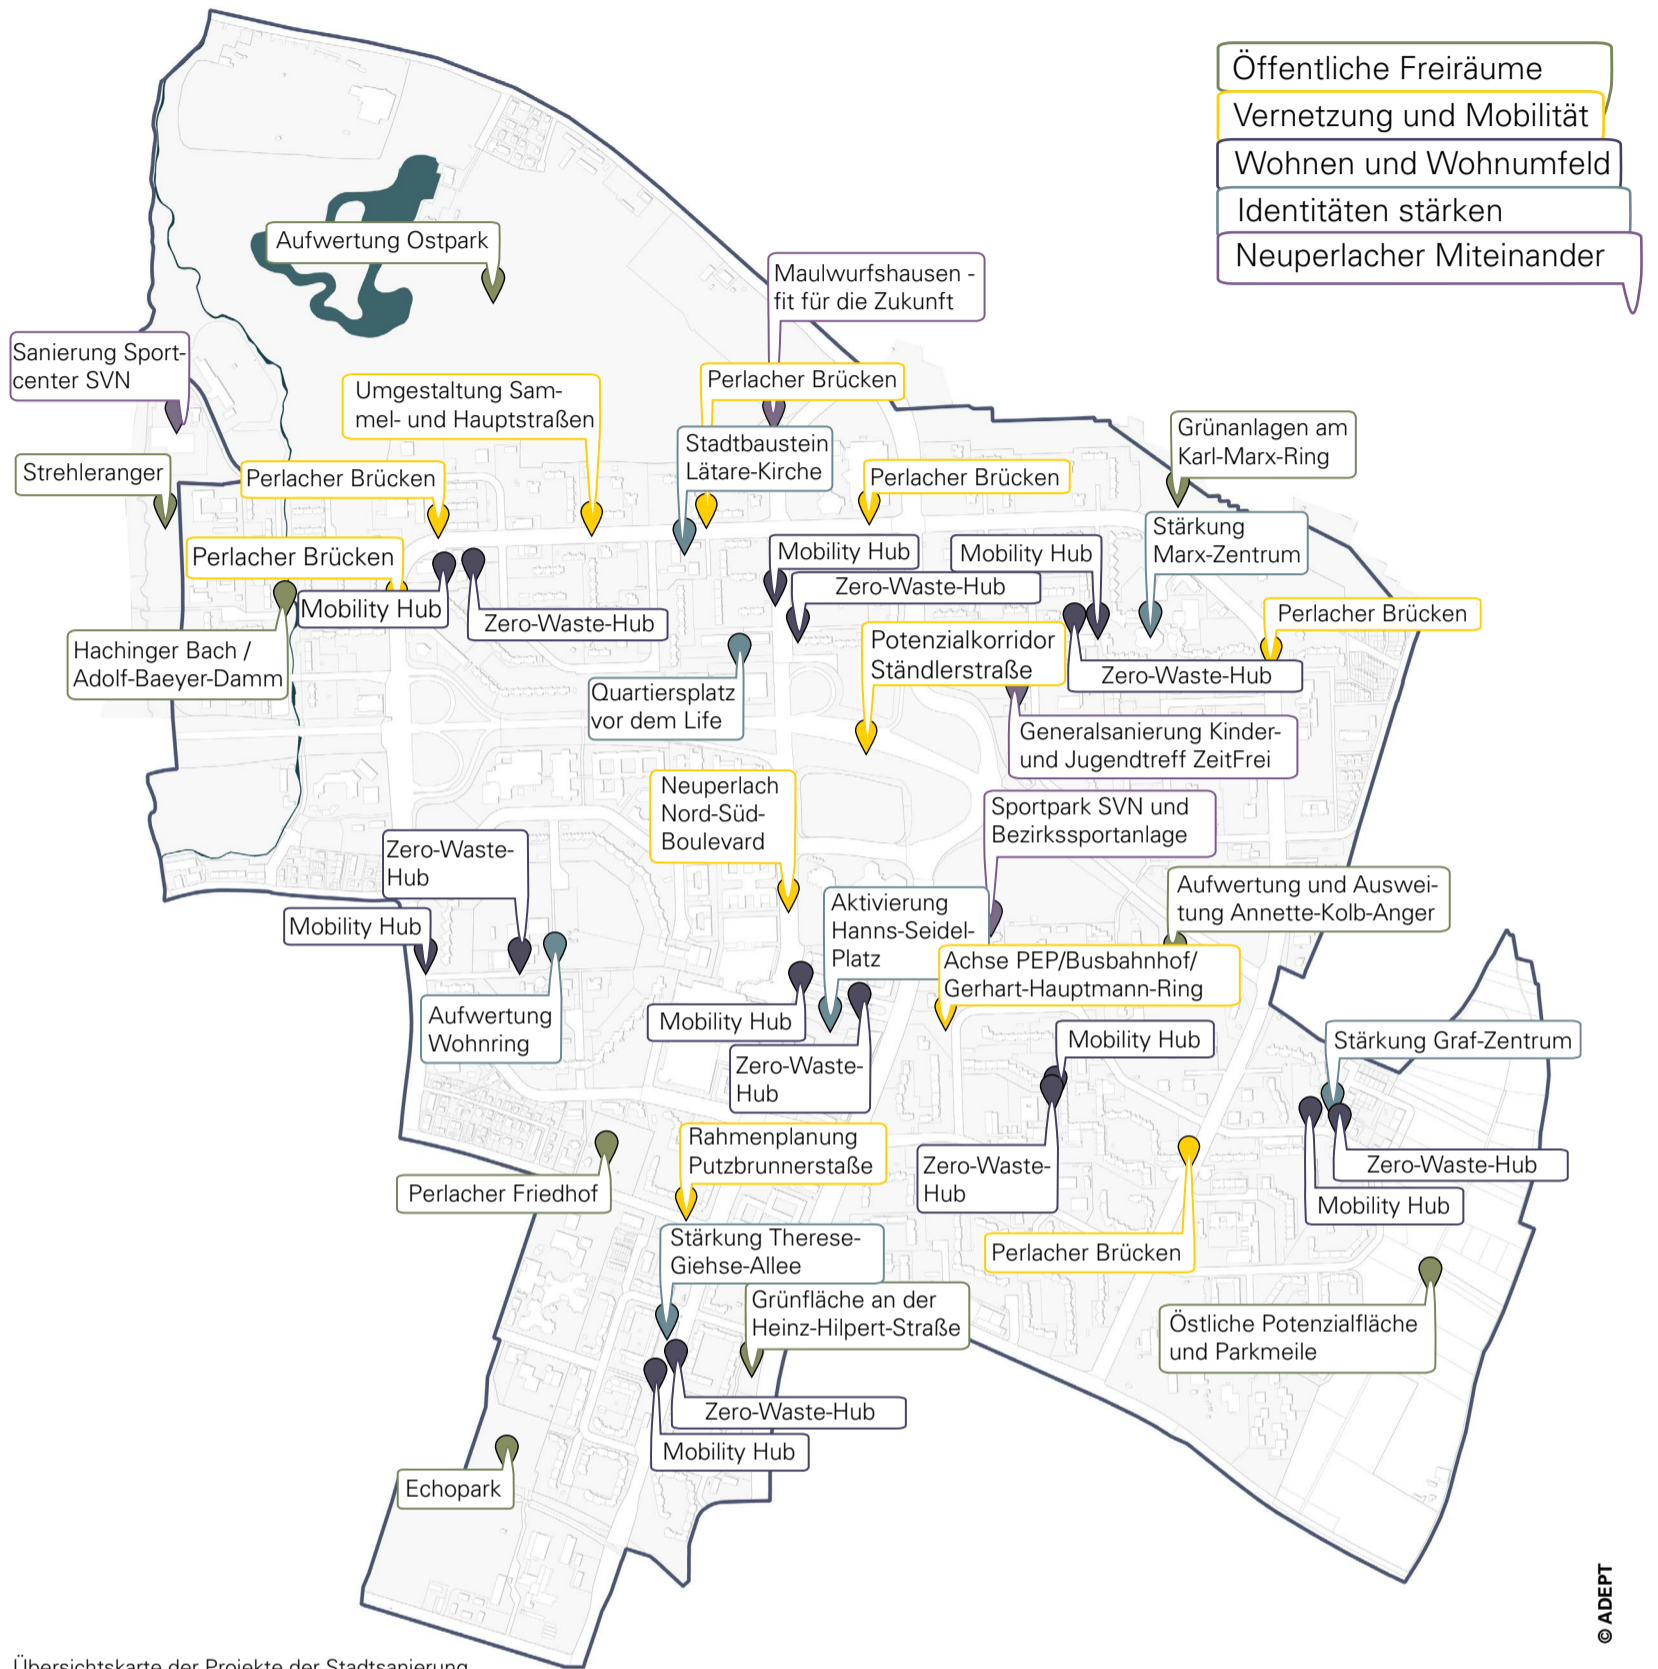 Öffentliche Freiräume
Vernetzung und Mobilität
Wohnen und Wohnumfeld
Identitäten stärken
Neuperlacher Miteinander
Aufwertung Ostpark
Maulwurfshausen -
fit für die Zukunft
Sanierung Sport-
center SVN
Umgestaltung Sam-
mel- und Hauptstraßen
Perlacher Brücken
Stadtbaustein
Lätare-Kirche
Grünanlagen am
Karl-Marx-Ring
Strehleranger
Perlacher Brücken
Perlacher Brücken
Stärkung
Marx-Zentrum
Perlacher Brücken
Mobility Hub
Mobility Hub
Zero-Waste-Hub
Mobility Hub
Zero-Waste-Hub
Perlacher Brücken
Hachinger Bach /
Adolf-Baeyer-Damm
Potenzialkorridor
Ständlerstraße
Zero-Waste-Hub
Quartiersplatz
vor dem Life
Generalsanierung Kinder-
und Jugendtreff ZeitFrei
Neuperlach
Nord-Süd-
Boulevard
Sportpark SVN und
Bezirkssportanlage
Zero-Waste-
Hub
Mobility Hub
Aktivierung
Hanns-Seidel-
Platz
Aufwertung und Auswei-
tung Annette-Kolb-Anger
Achse PEP/Busbahnhof/
Gerhart-Hauptmann-Ring
Aufwertung
Wohnring
Mobility Hub
Zero-Waste-
Hub
Mobility Hub
Stärkung Graf-Zentrum
Rahmenplanung
Putzbrunnerstaße
Zero-Waste-
Hub
Zero-Waste-Hub
Mobility Hub
Perlacher Friedhof
Stärkung Therese-
Giehse-Allee
Perlacher Brücken
Grünfläche an der
Heinz-Hilpert-Straße
Östliche Potenzialfläche
und Parkmeile
Zero-Waste-Hub
Mobility Hub
Echopark
© ADEPT
Übersichtskarte der Projekte der Stadtsanierung